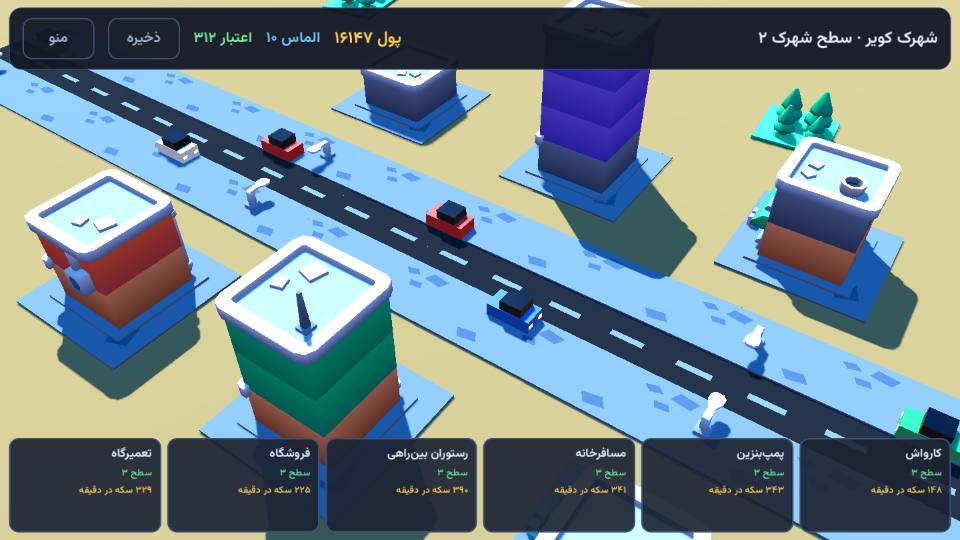 شهرک کویر · سطح شهرک ۲
پول ۱۶۱۴۷ الماس ۱۰ اعتبار ۳۱۲
ذخیره
منو
کارواش
سطح ۳
۱۴۸ سکه در دقیقه
پمپ‌بنزین
سطح ۳
۳۴۳ سکه در دقیقه
مسافرخانه
سطح ۳
۳۴۱ سکه در دقیقه
رستوران بین‌راهی
سطح ۳
۳۹۰ سکه در دقیقه
فروشگاه
سطح ۳
۲۲۵ سکه در دقیقه
تعمیرگاه
سطح ۳
۳۲۹ سکه در دقیقه